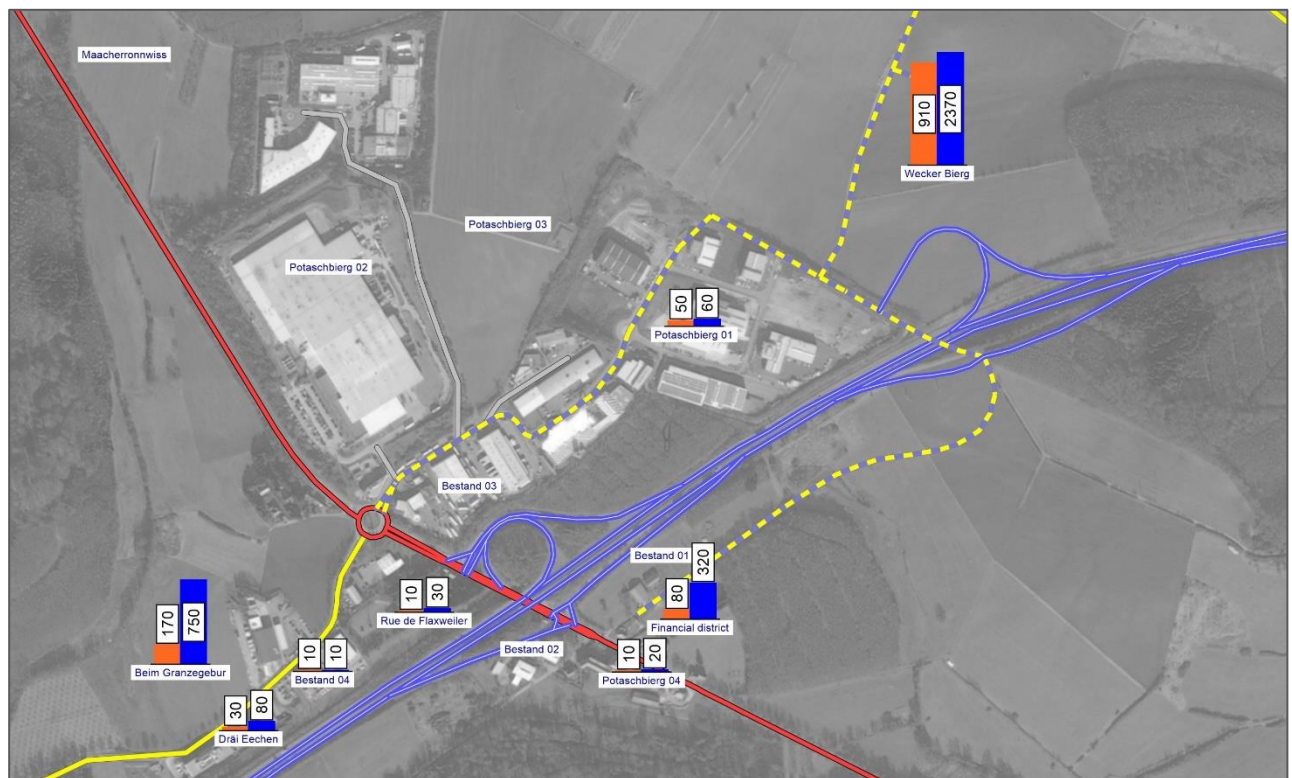 Maacherronnwiss
910
2370
Wecker Bierg
Potaschbierg 03
Potaschbierg 02
50
60
Potaschbierg 01
Bestand 03
Bestand 01
320
80
Financial district
10
30
Rue de Flaxweiler
170
750
Beim Granzegebur
10
10
Bestand 04
Bestand 02
10
20
Potaschbierg 04
30
80
Dräi Eechen